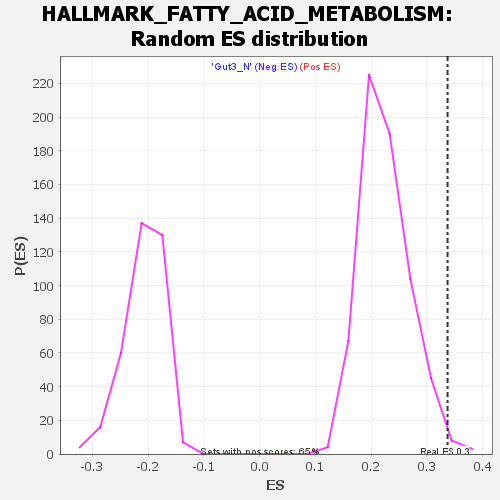 HALLMARK_FATTY_ACID_METABOLISM:
Random ES distribution
'Gut3_N' (Neg ES) (Pos ES)
220
200
180
160
140
120
100
80
60
40
20
0
P(ES)
Sets with pos scores: 65%
Real ES 0.3
-0.3 -0.2 -0.1 0.0 0.1 0.2 0.3 0.4
ES